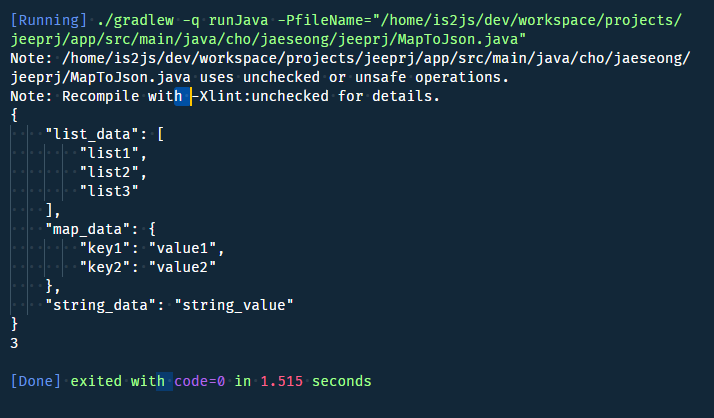 [Running] ./gradlew -q runJava -PfileName="/home/is2js/dev/workspace/projects/
jeeprj/app/src/main/java/cho/jaeseong/jeeprj/MapToJson.java"
Note: /home/is2js/dev/workspace/projects/jeeprj/app/src/main/java/cho/jaeseong/
jeeprj/MapToJson.java uses unchecked or unsafe operations.
Note: Recompile with -Xlint:unchecked for details.
{
    "list_data": [
        "list1",
        "list2",
        "list3"
    ],
    "map_data": {
        "key1": "value1",
        "key2": "value2"
    },
    "string_data": "string_value"
}
3
[Done] exited with code=0 in 1.515 seconds